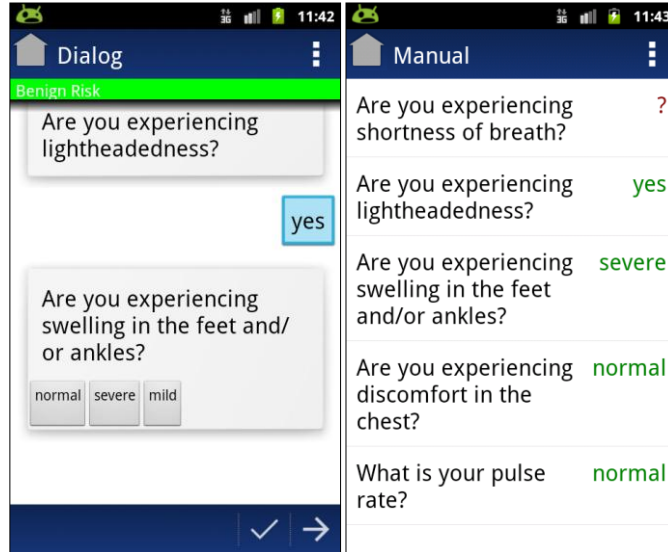 3G
11:42
Dialog
Benign Risk
Are you experiencing
lightheadedness?
yes
Are you experiencing
swelling in the feet and/
or ankles?
normal severe mild
3G
11:43
Manual
Are you experiencing ?
shortness of breath?
Are you experiencing yes
lightheadedness?
Are you experiencing severe
swelling in the feet
and/or ankles?
Are you experiencing normal
discomfort in the
chest?
What is your pulse normal
rate?